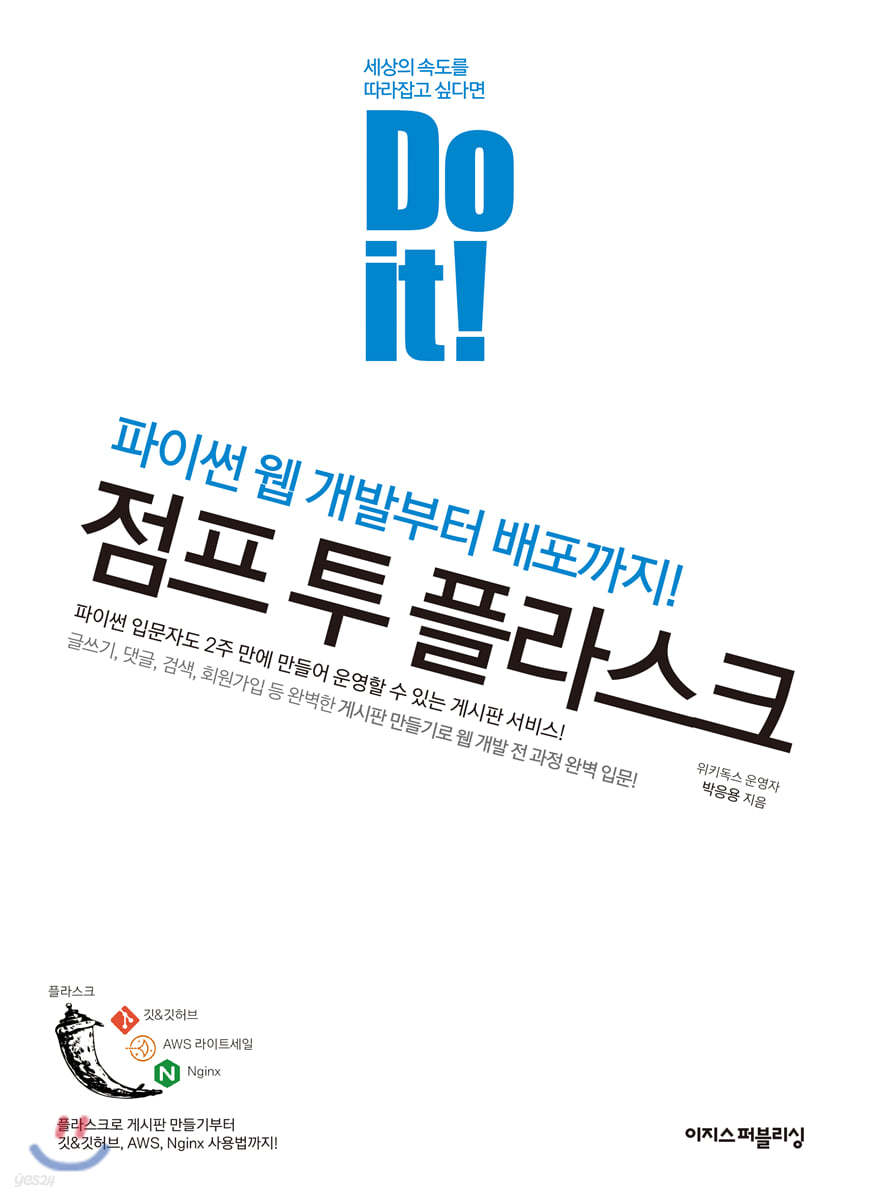 세상의 속도를
따라잡고 싶다면
Do
it!
파이썬 웹 개발부터 배포까지!
점프 투 플라스크
파이썬 입문자도 2주 만에 만들어 운영할 수 있는 게시판 서비스!
글쓰기, 댓글, 검색, 회원가입 등 완벽한 게시판 만들기로 웹 개발 전 과정 완벽 입문!
위키독스 운영자
박응용 지음
플라스크
깃&깃허브
AWS 라이트세일
Nginx
플라스크로 게시판 만들기부터
깃&깃허브, AWS, Nginx 사용법까지!
이지스 퍼블리싱
yes24